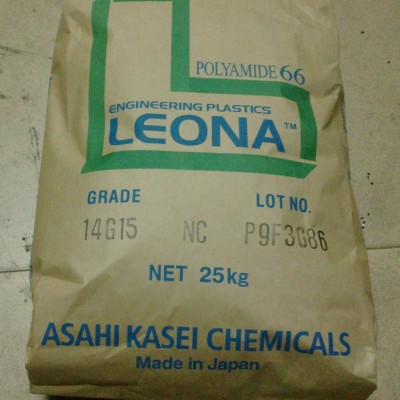 POLYAMIDE 66
ENGINEERING PLASTICS
LEONA™
GRADE LOT NO.
14G15 NC P9F3G86
NET 25kg
ASAHI KASEI CHEMICALS
Made in Japan